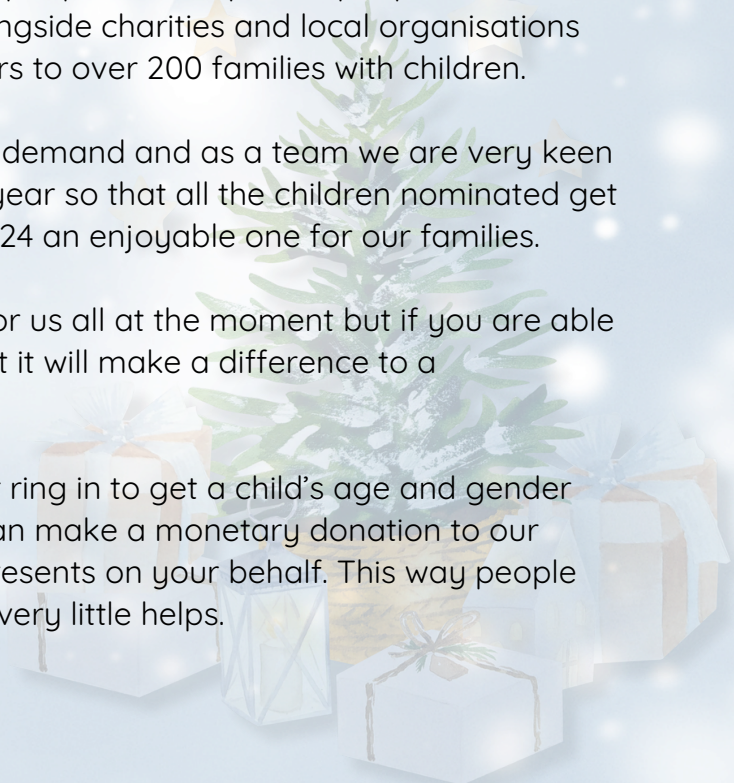 ngside charities and local organisations
rs to over 200 families with children.
demand and as a team we are very keen
year so that all the children nominated get
24 an enjoyable one for our families.
or us all at the moment but if you are able
t it will make a difference to a
ring in to get a child's age and gender
an make a monetary donation to our
resents on your behalf. This way people
very little helps.